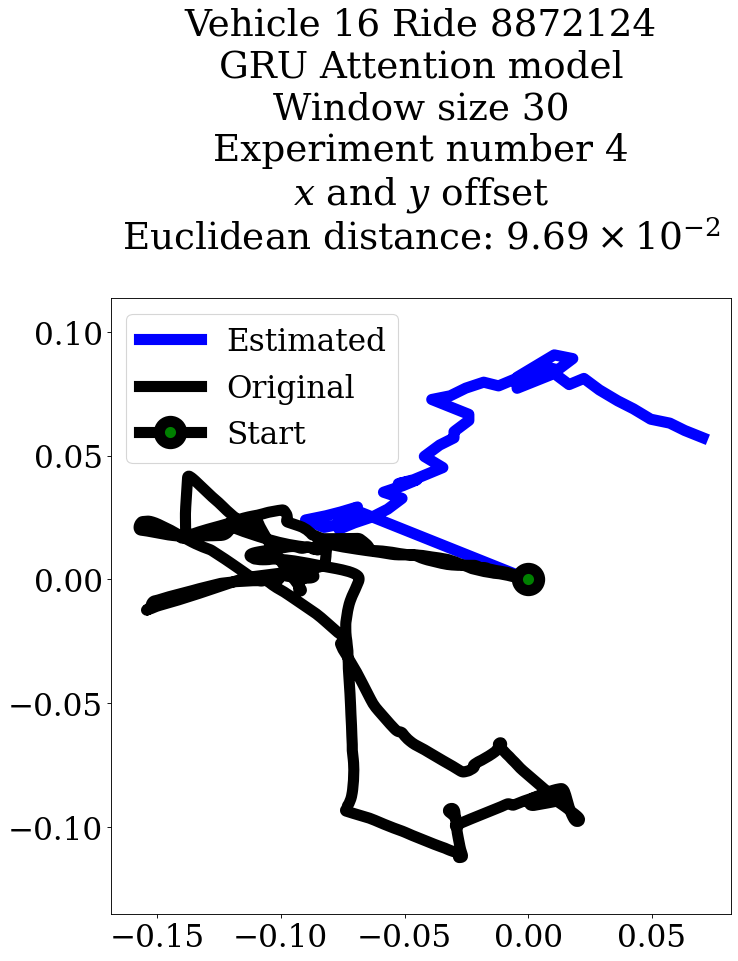 Vehicle 16 Ride 8872124
GRU Attention model
Window size 30
Experiment number 4
x and y offset
Euclidean distance: 9.69 × 10⁻²
Estimated
Original
Start
0.10
0.05
0.00
−0.05
−0.10
−0.15 −0.10 −0.05 0.00 0.05